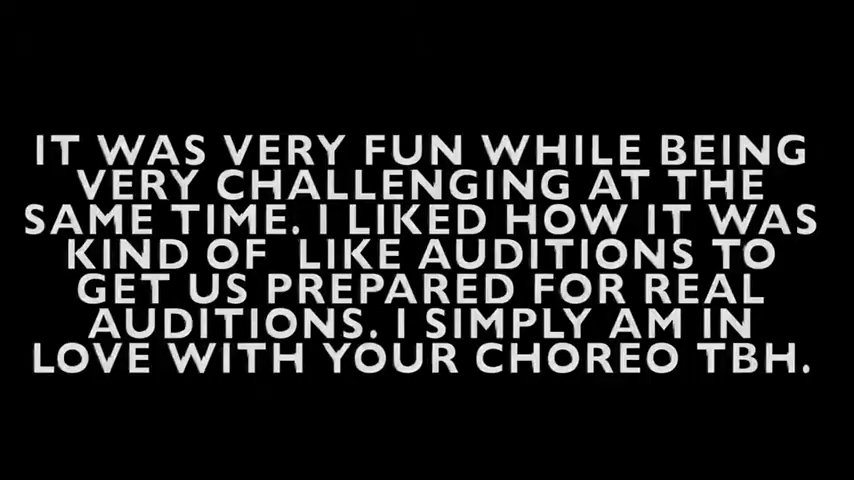 IT WAS VERY FUN WHILE BEING
VERY CHALLENGING AT THE
SAME TIME. I LIKED HOW IT WAS
KIND OF  LIKE AUDITIONS TO
GET US PREPARED FOR REAL
AUDITIONS. I SIMPLY AM IN
LOVE WITH YOUR CHOREO TBH.